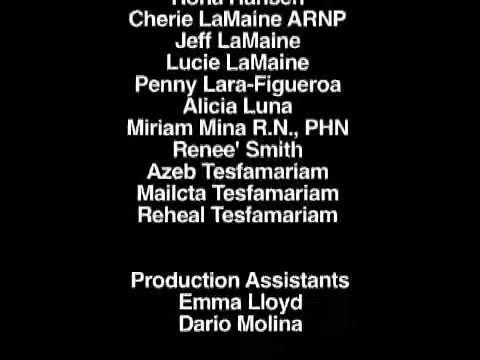 Hansen
Cherie LaMaine ARNP
Jeff LaMaine
Lucie LaMaine
Penny Lara-Figueroa
Alicia Luna
Miriam Mina R.N., PHN
Renee' Smith
Azeb Tesfamariam
Mailcta Tesfamariam
Reheal Tesfamariam
Production Assistants
Emma Lloyd
Dario Molina